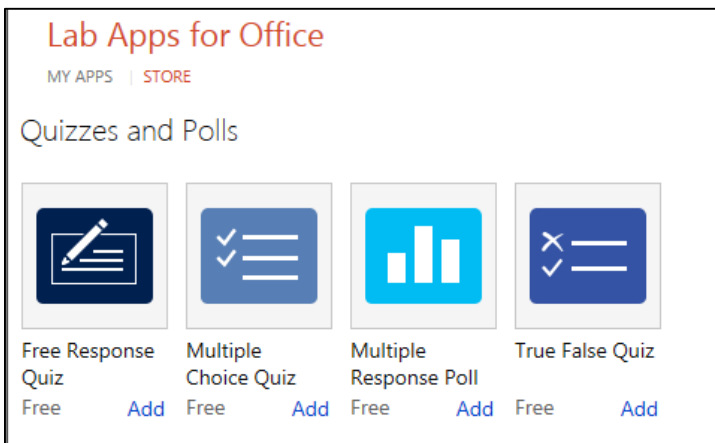 Lab Apps for Office
MY APPS | STORE
Quizzes and Polls
Free Response
Quiz
Free Add
Multiple
Choice Quiz
Free Add
Multiple
Response Poll
Free Add
True False Quiz
Free Add